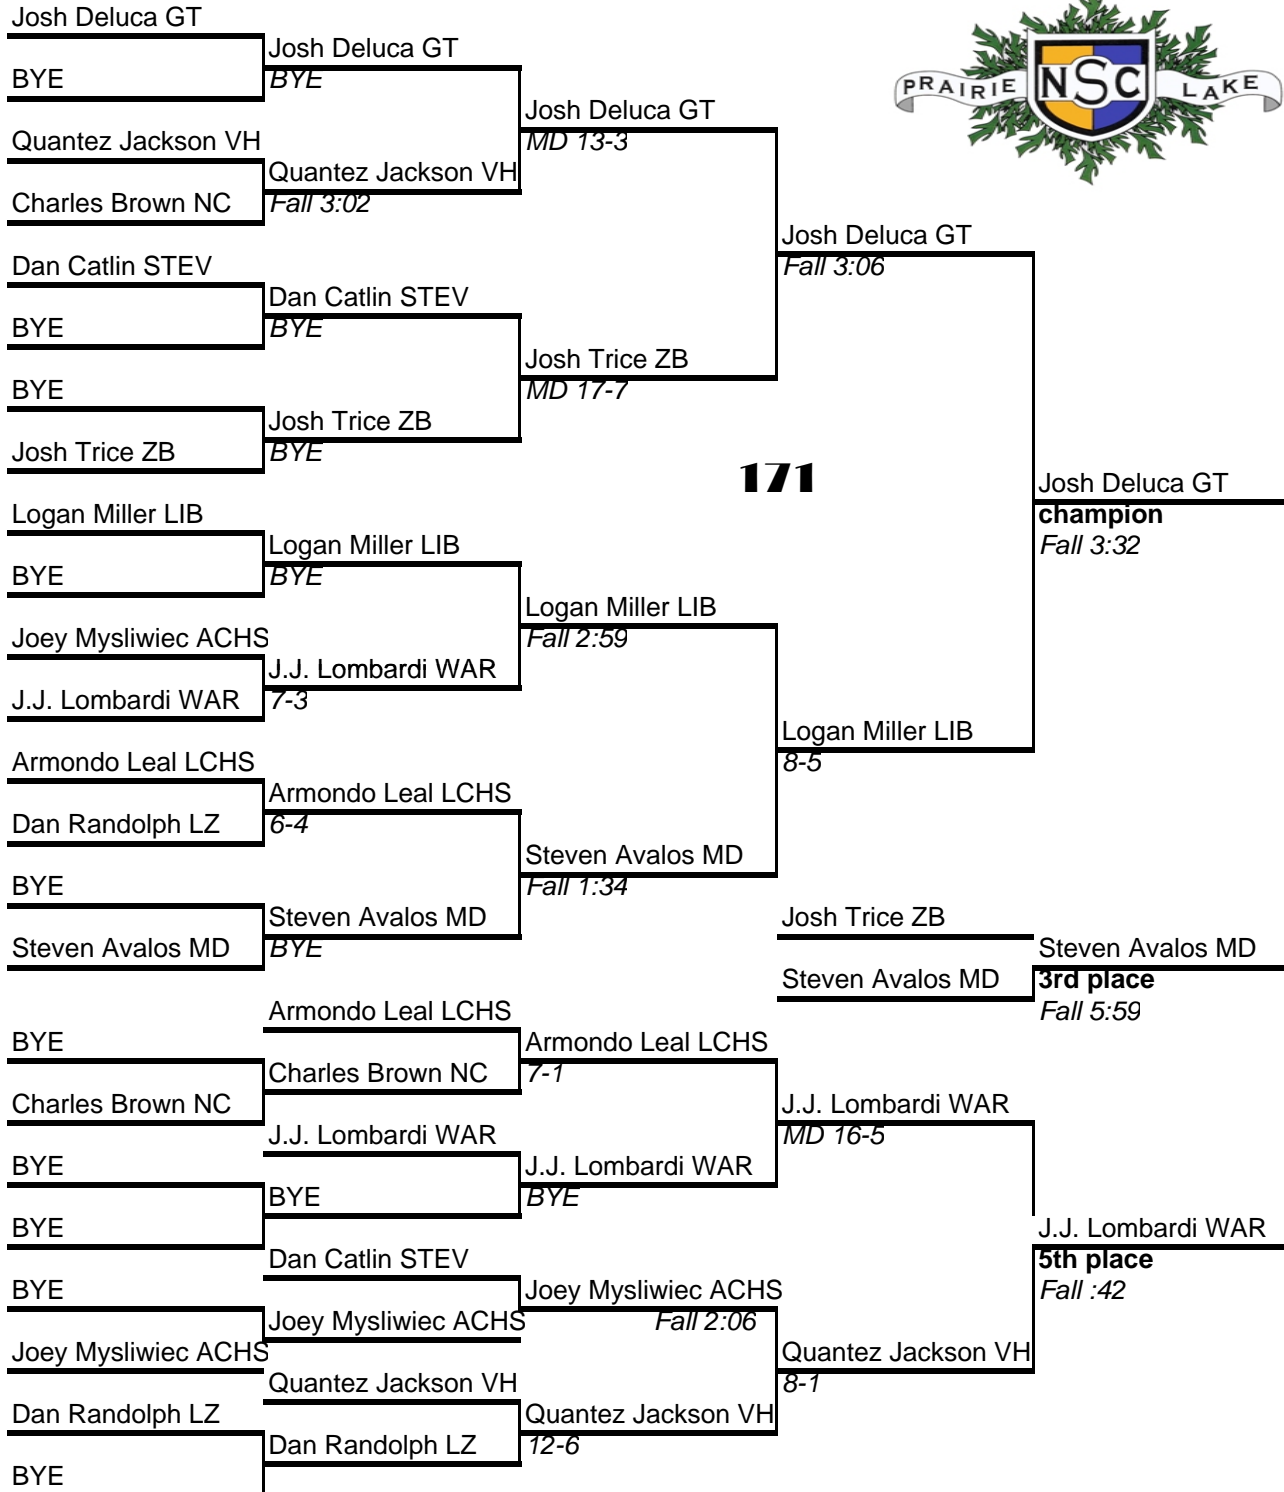 Josh Deluca GT
BYE
Quantez Jackson VH
Charles Brown NC
Dan Catlin STEV
BYE
BYE
Josh Trice ZB
Logan Miller LIB
BYE
Joey Mysliwiec ACHS
J.J. Lombardi WAR
Armondo Leal LCHS
Dan Randolph LZ
BYE
Steven Avalos MD
Josh Deluca GT
BYE
Quantez Jackson VH
Fall 3:02
Dan Catlin STEV
BYE
Josh Trice ZB
BYE
Logan Miller LIB
BYE
J.J. Lombardi WAR
7-3
Armondo Leal LCHS
6-4
Steven Avalos MD
BYE
Josh Deluca GT
MD 13-3
Josh Trice ZB
MD 17-7
Logan Miller LIB
Fall 2:59
Steven Avalos MD
Fall 1:34
Josh Deluca GT
Fall 3:06
Logan Miller LIB
8-5
Josh Deluca GT
champion
Fall 3:32
PRAIRIE NSC LAKE
171
Josh Trice ZB
Steven Avalos MD
Steven Avalos MD
3rd place
Fall 5:59
BYE
Charles Brown NC
BYE
BYE
BYE
Joey Mysliwiec ACHS
Dan Randolph LZ
BYE
Armondo Leal LCHS
Charles Brown NC
J.J. Lombardi WAR
BYE
Dan Catlin STEV
Joey Mysliwiec ACHS
Quantez Jackson VH
Dan Randolph LZ
Armondo Leal LCHS
7-1
J.J. Lombardi WAR
BYE
Joey Mysliwiec ACHS
Fall 2:06
Quantez Jackson VH
12-6
J.J. Lombardi WAR
MD 16-5
Quantez Jackson VH
8-1
J.J. Lombardi WAR
5th place
Fall :42